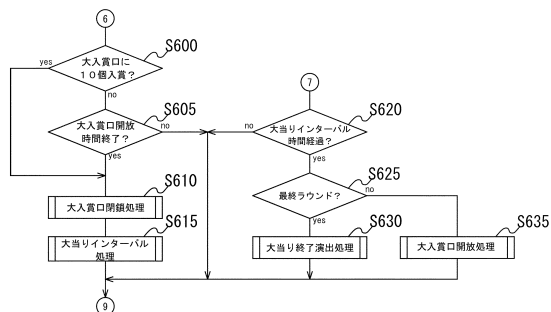 6
S600
yes
大入賞口に
10個入賞?
no
S605
大入賞口開放
時間終了?
no
yes
S610
大入賞口閉鎖処理
S615
大当りインターバル
処理
9
7
S620
no
大当りインターバル
時間経過?
yes
S625
最終ラウンド?
no
yes
S630
大当り終了演出処理
S635
大入賞口開放処理